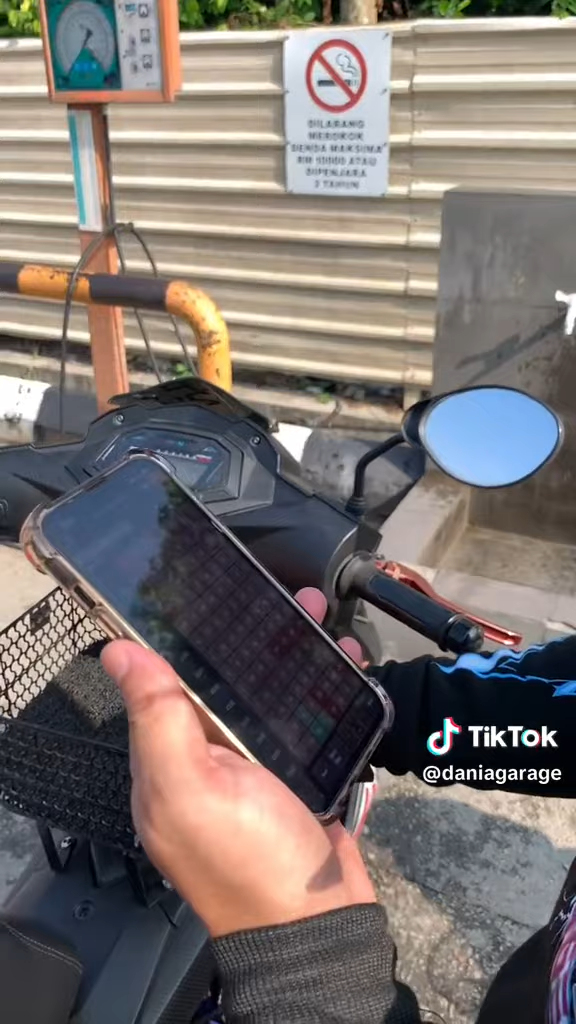 DILARANG
MEROKOK
DENDA MAKSIMA
RM 10000 ATAU
DIPENJARA
2 TAHUN
TikTok
@daniagarage